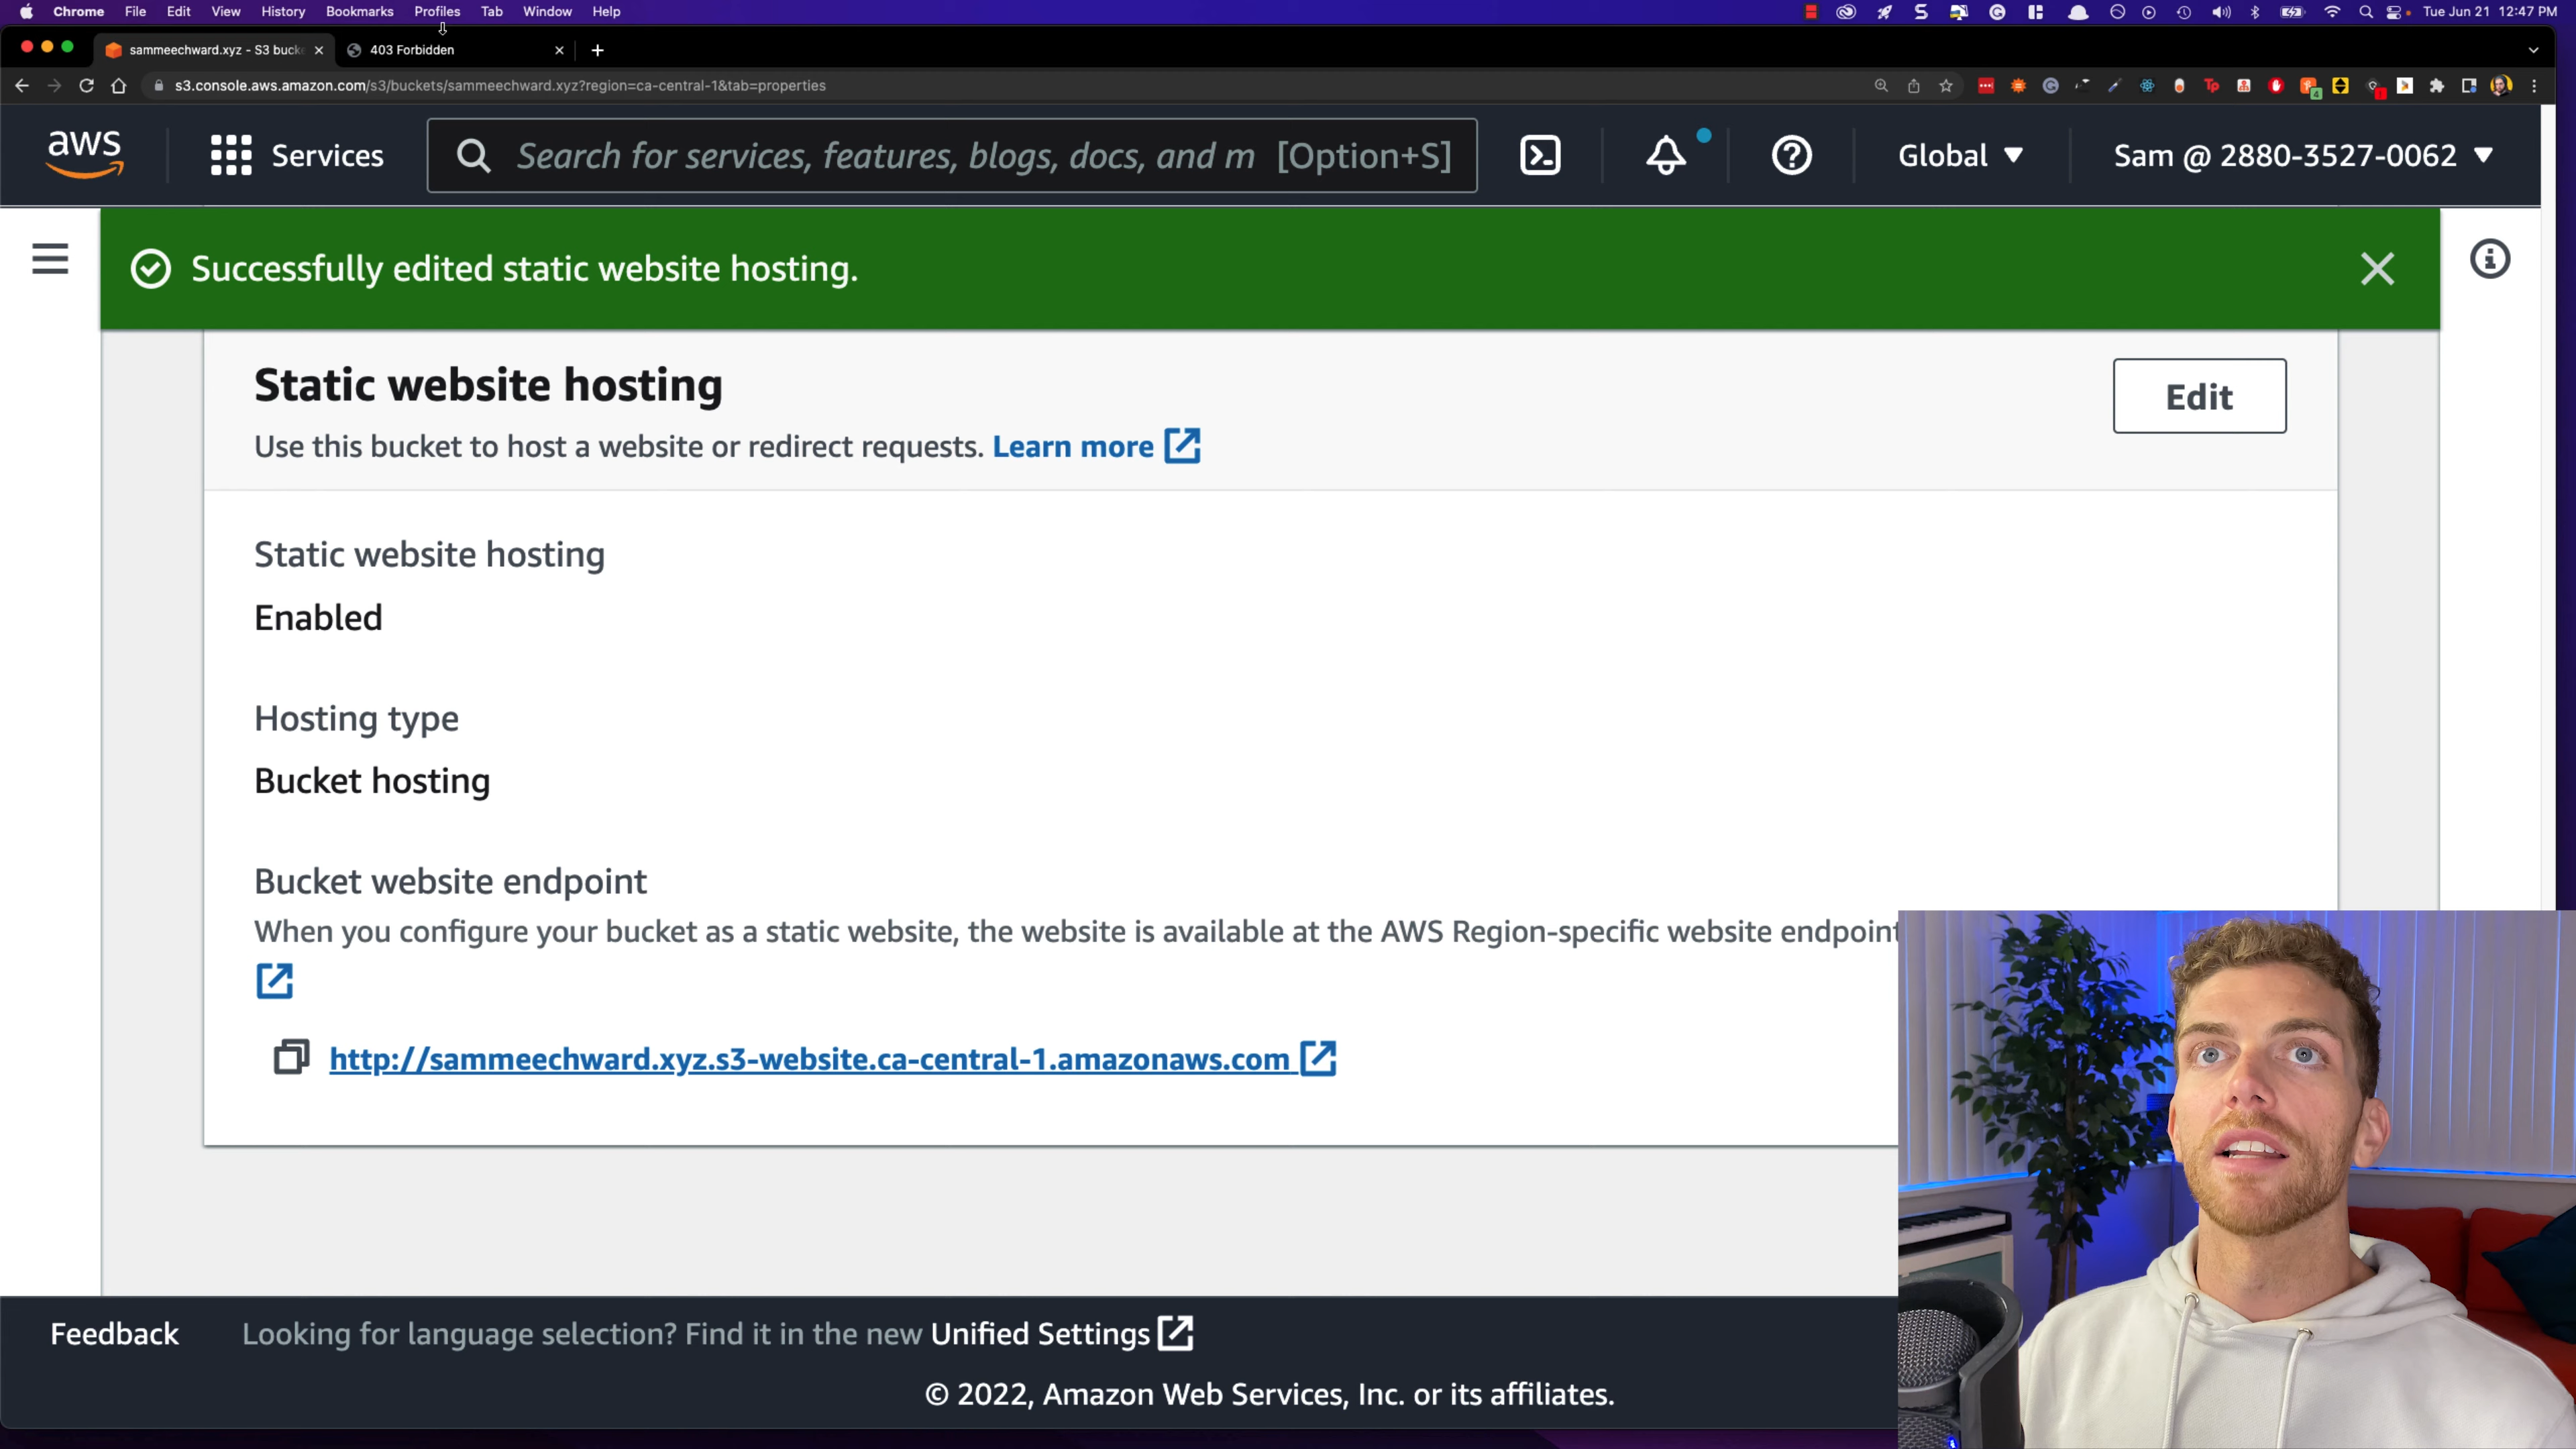 Chrome File Edit View History Bookmarks Profiles Tab Window Help
Tue Jun 21 12:47 PM
sammeechward.xyz - S3 buck
403 Forbidden
s3.console.aws.amazon.com/s3/buckets/sammeechward.xyz?region=ca-central-1&tab=properties
aws
Services
Search for services, features, blogs, docs, and m [Option+S]
Global
Sam @ 2880-3527-0062
Successfully edited static website hosting.
Static website hosting
Edit
Use this bucket to host a website or redirect requests. Learn more
Static website hosting
Enabled
Hosting type
Bucket hosting
Bucket website endpoint
When you configure your bucket as a static website, the website is available at the AWS Region-specific website endpoint
http://sammeechward.xyz.s3-website.ca-central-1.amazonaws.com
Feedback
Looking for language selection? Find it in the new Unified Settings
© 2022, Amazon Web Services, Inc. or its affiliates.